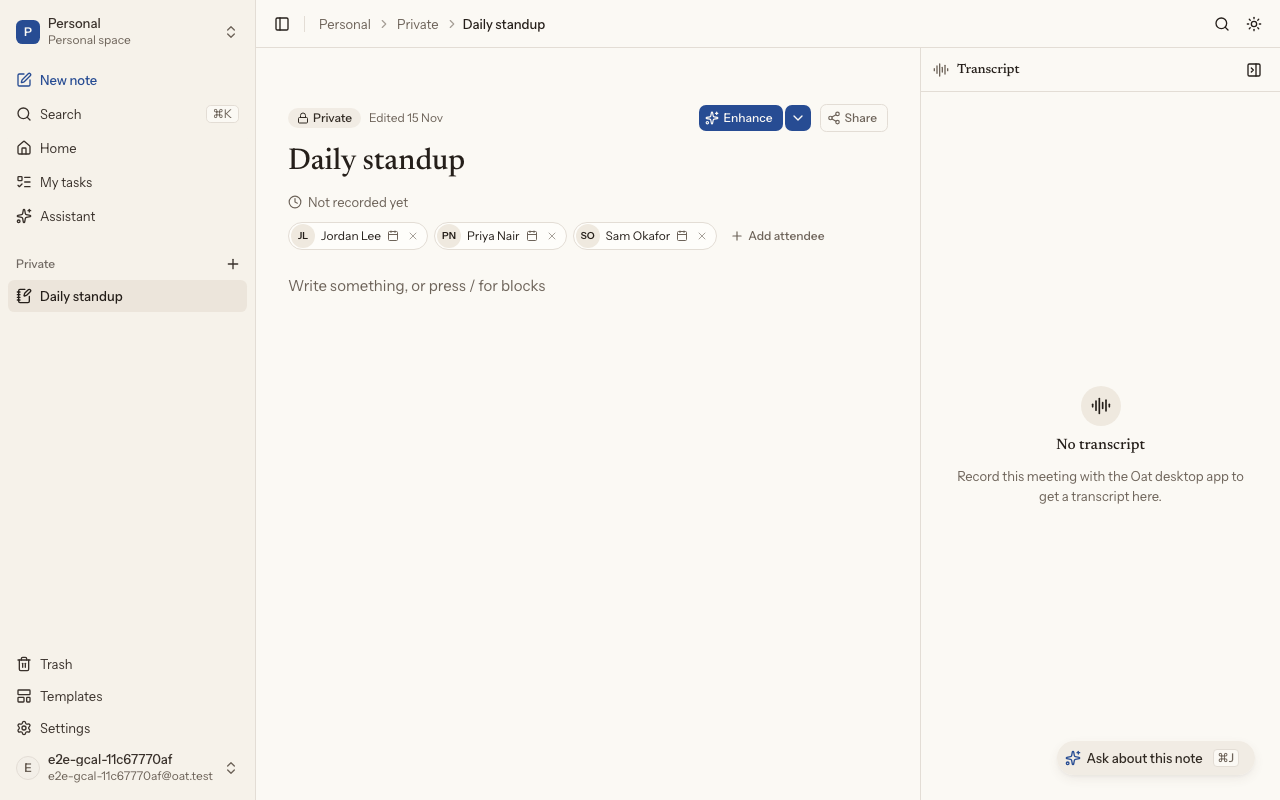 P
Personal
Personal space
New note
Search ⌘K
Home
My tasks
Assistant
Private
Daily standup
Trash
Templates
Settings
E
e2e-gcal-11c67770af
e2e-gcal-11c67770af@oat.test
Personal Private Daily standup
Private Edited 15 Nov Enhance Share
Daily standup
Not recorded yet
JL Jordan Lee PN Priya Nair SO Sam Okafor Add attendee
Write something, or press / for blocks
Transcript
No transcript
Record this meeting with the Oat desktop app to
get a transcript here.
Ask about this note ⌘J